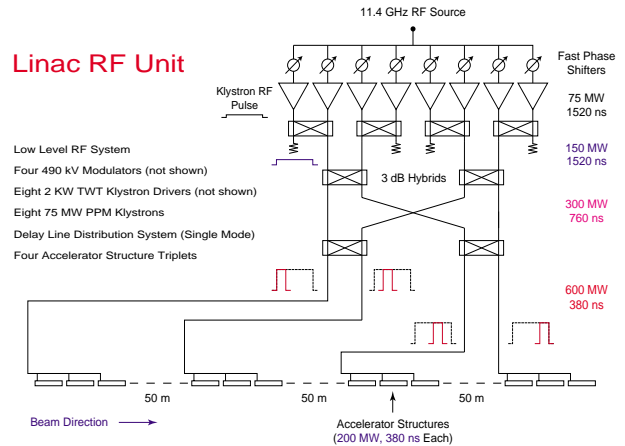 11.4 GHz RF Source
Linac RF Unit
Fast Phase
Shifters
Klystron RF
Pulse
75 MW
1520 ns
Low Level RF System
150 MW
1520 ns
Four 490 kV Modulators (not shown)
3 dB Hybrids
Eight 2 KW TWT Klystron Drivers (not shown)
Eight 75 MW PPM Klystrons
300 MW
760 ns
Delay Line Distribution System (Single Mode)
Four Accelerator Structure Triplets
600 MW
380 ns
50 m
50 m
50 m
Beam Direction
Accelerator Structures
(200 MW, 380 ns Each)